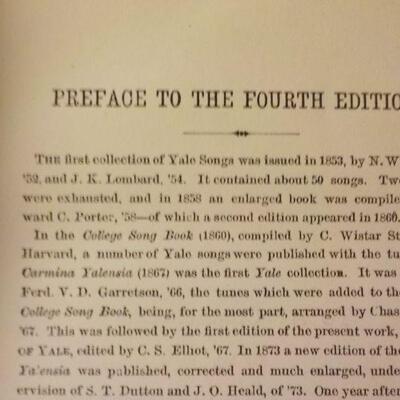 PREFACE TO THE FOURTH EDITIO
THE first collection of Yale Songs was issued in 1853, by N. W
'52, and J. K. Lombard, '54. It contained about 50 songs. Two
were exhausted, and in 1858 an enlarged book was compile
ward C. Porter, '58—of which a second edition appeared in 1860.
In the College Song Book (1860), compiled by C. Wistar St
Harvard, a number of Yale songs were published with the tu
Carmina Yalensia (1867) was the first Yale collection. It was
Ferd. V. D. Garretson, '66, the tunes which were added to the
College Song Book, being, for the most part, arranged by Chas
'67. This was followed by the first edition of the present work,
OF YALE, edited by C. S. Elliot, '67. In 1873 a new edition of the
Yalensia was published, corrected and much enlarged, under
ervision of S. T. Dutton and J. O. Heald, of '73. One year after